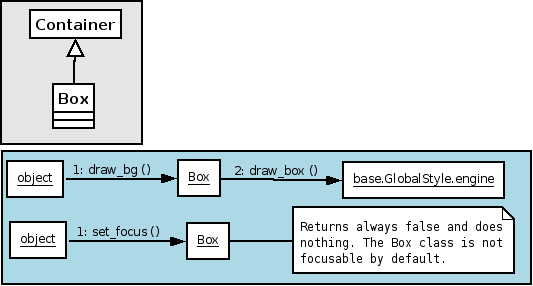 Container
Box
object
1: draw_bg ()
Box
2: draw_box ()
base.GlobalStyle.engine
object
1: set_focus ()
Box
Returns always false and does
nothing. The Box class is not
focusable by default.